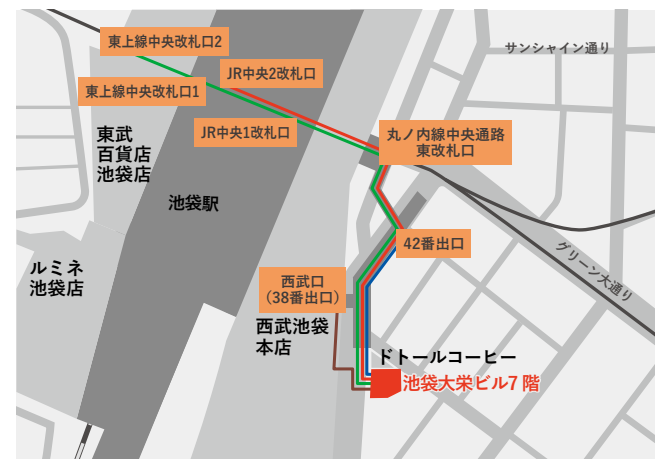 東上線中央改札口2
サンシャイン通り
JR中央2改札口
東上線中央改札口1
JR中央1改札口
丸ノ内線中央通路
東改札口
東武
百貨店
池袋店
池袋駅
42番出口
グリーン大通り
ルミネ
池袋店
西武口
（38番出口）
西武池袋
本店
ドトールコーヒー
池袋大栄ビル7 階